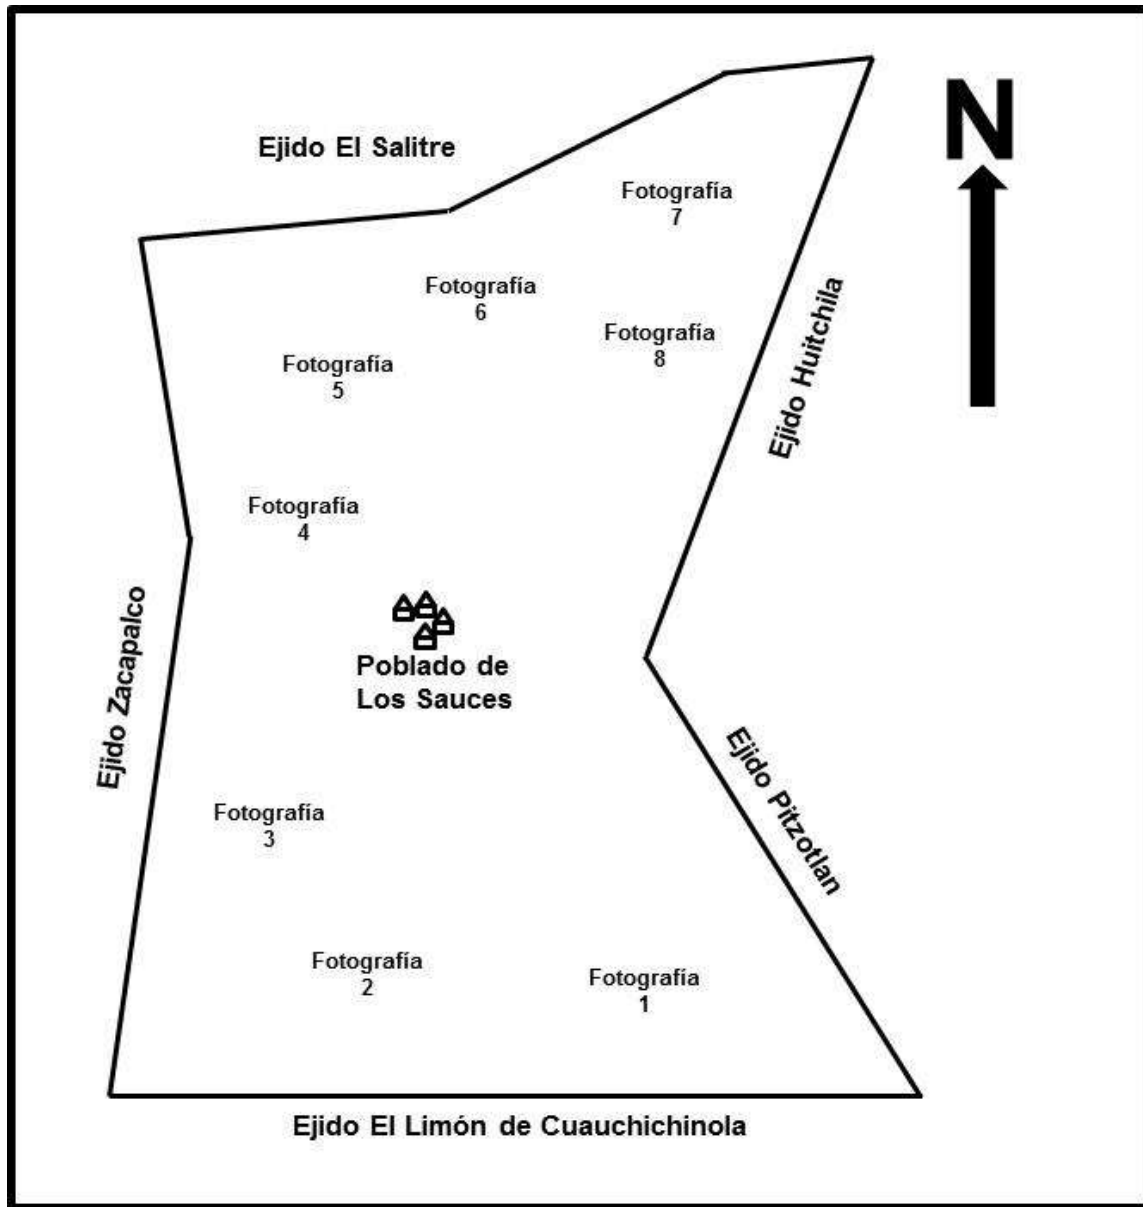 N
Ejido El Salitre
Fotografía
7
Fotografía
6
Fotografía
8
Ejido Huitchila
Fotografía
5
Fotografía
4
Poblado de
Los Sauces
Ejido Zacapalco
Ejido Pitzotlan
Fotografía
3
Fotografía
2
Fotografía
1
Ejido El Limón de Cuauchichinola